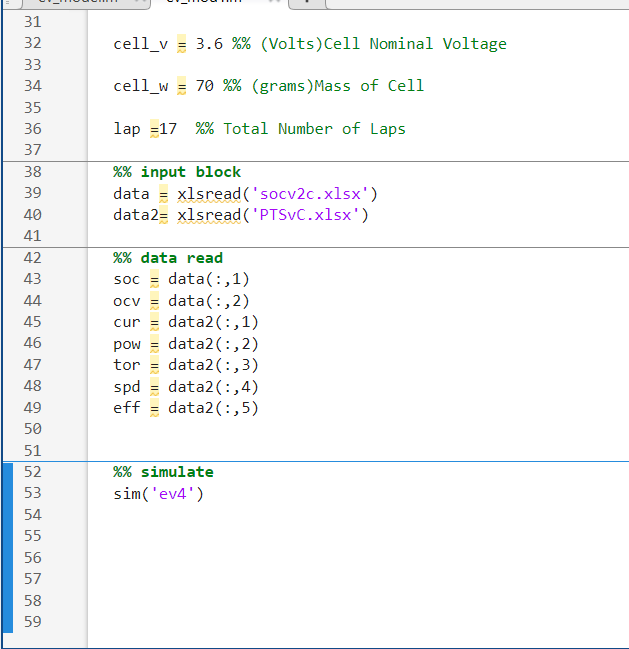 31
32 cell_v = 3.6 %% (Volts)Cell Nominal Voltage
33
34 cell_w = 70 %% (grams)Mass of Cell
35
36 lap =17  %% Total Number of Laps
37
38 %% input block
39 data = xlsread('socv2c.xlsx')
40 data2= xlsread('PTSvC.xlsx')
41
42 %% data read
43 soc = data(:,1)
44 ocv = data(:,2)
45 cur = data2(:,1)
46 pow = data2(:,2)
47 tor = data2(:,3)
48 spd = data2(:,4)
49 eff = data2(:,5)
50
51
52 %% simulate
53 sim('ev4')
54
55
56
57
58
59